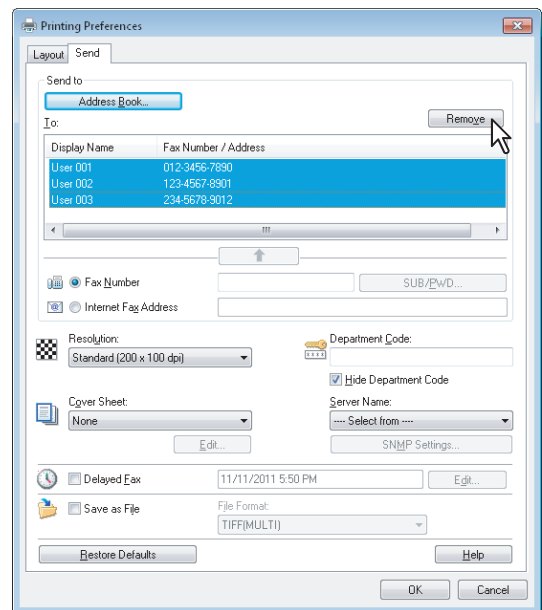 Printing Preferences
Layout Send
Send to
Address Book...
To:
Remove
Display Name Fax Number / Address
User 001 012-3456-7890
User 002 123-4567-8901
User 003 234-5678-9012
Fax Number SUB/PWD...
Internet Fax Address
Resolution: Department Code:
Standard (200 x 100 dpi)
Hide Department Code
Cover Sheet: Server Name:
None ---- Select from ----
Edit... SNMP Settings...
Delayed Fax 11/11/2011 5:50 PM Edit...
Save as File File Format:
TIFF(MULTI)
Restore Defaults Help
OK Cancel